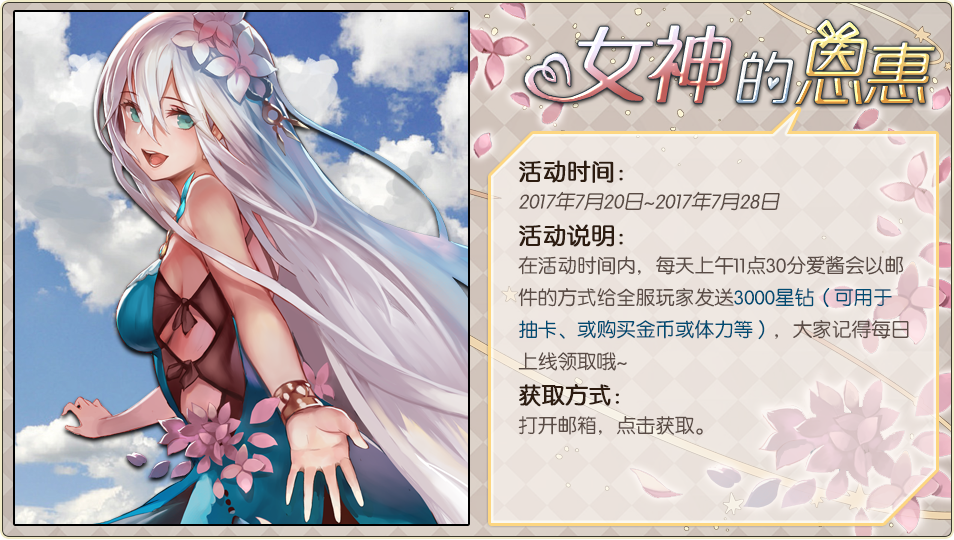 女神的恩惠
活动时间：
2017年7月20日~2017年7月28日
活动说明：
在活动时间内，每天上午11点30分爱酱会以邮
件的方式给全服玩家发送3000星钻（可用于
抽卡、或购买金币或体力等），大家记得每日
上线领取哦~
获取方式：
打开邮箱，点击获取。